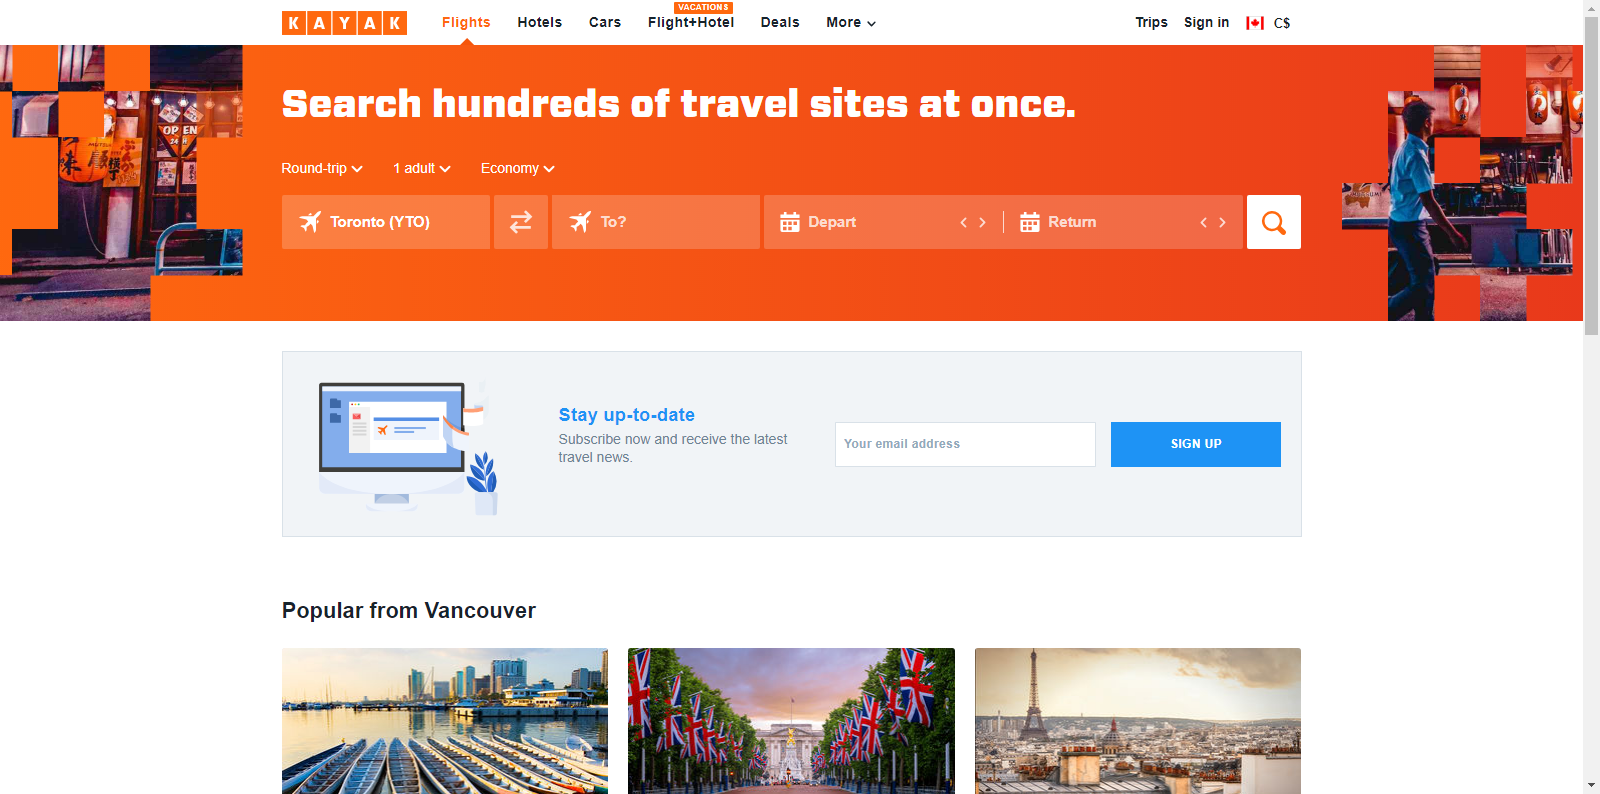 KAYAK
Flights
Hotels
Cars
VACATIONS
Flight+Hotel
Deals
More
Trips
Sign in
C$
OPEN
Search hundreds of travel sites at once.
Round-trip
1 adult
Economy
Toronto (YTO)
To?
Depart
Return
Stay up-to-date
Subscribe now and receive the latest
travel news.
Your email address
SIGN UP
Popular from Vancouver